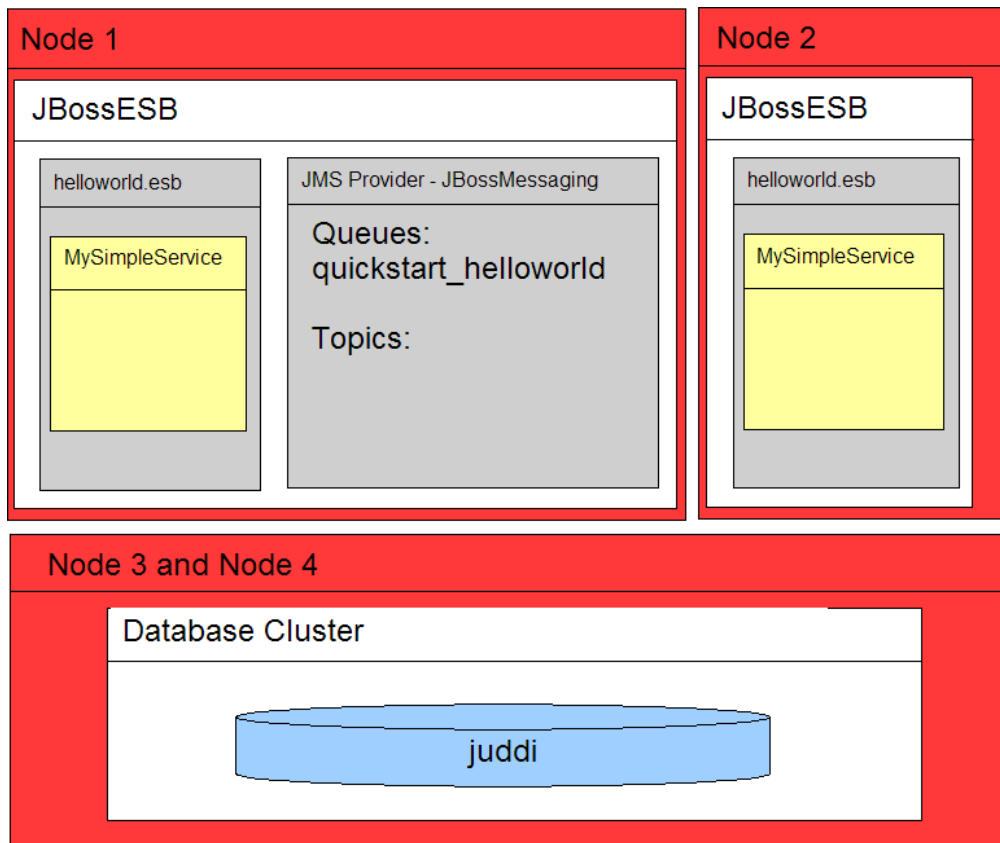 Node 1
JBossESB
helloworld.esb
MySimpleService
JMS Provider - JBossMessaging
Queues:
quickstart_helloworld
Topics:
Node 2
JBossESB
helloworld.esb
MySimpleService
Node 3 and Node 4
Database Cluster
juddi